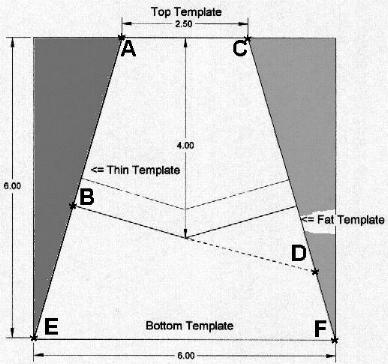 Top Template
2.50
A
C
4.00
<= Thin Template
6.00
B
<= Fat Template
D
E
Bottom Template
F
6.00